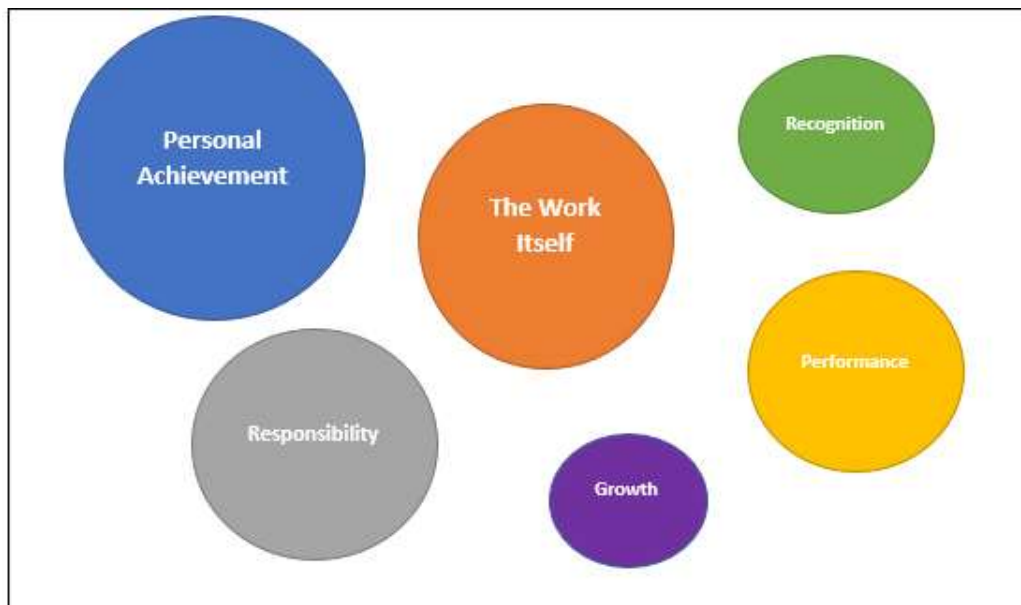 Personal
Achievement
The Work
Itself
Recognition
Performance
Responsibility
Growth